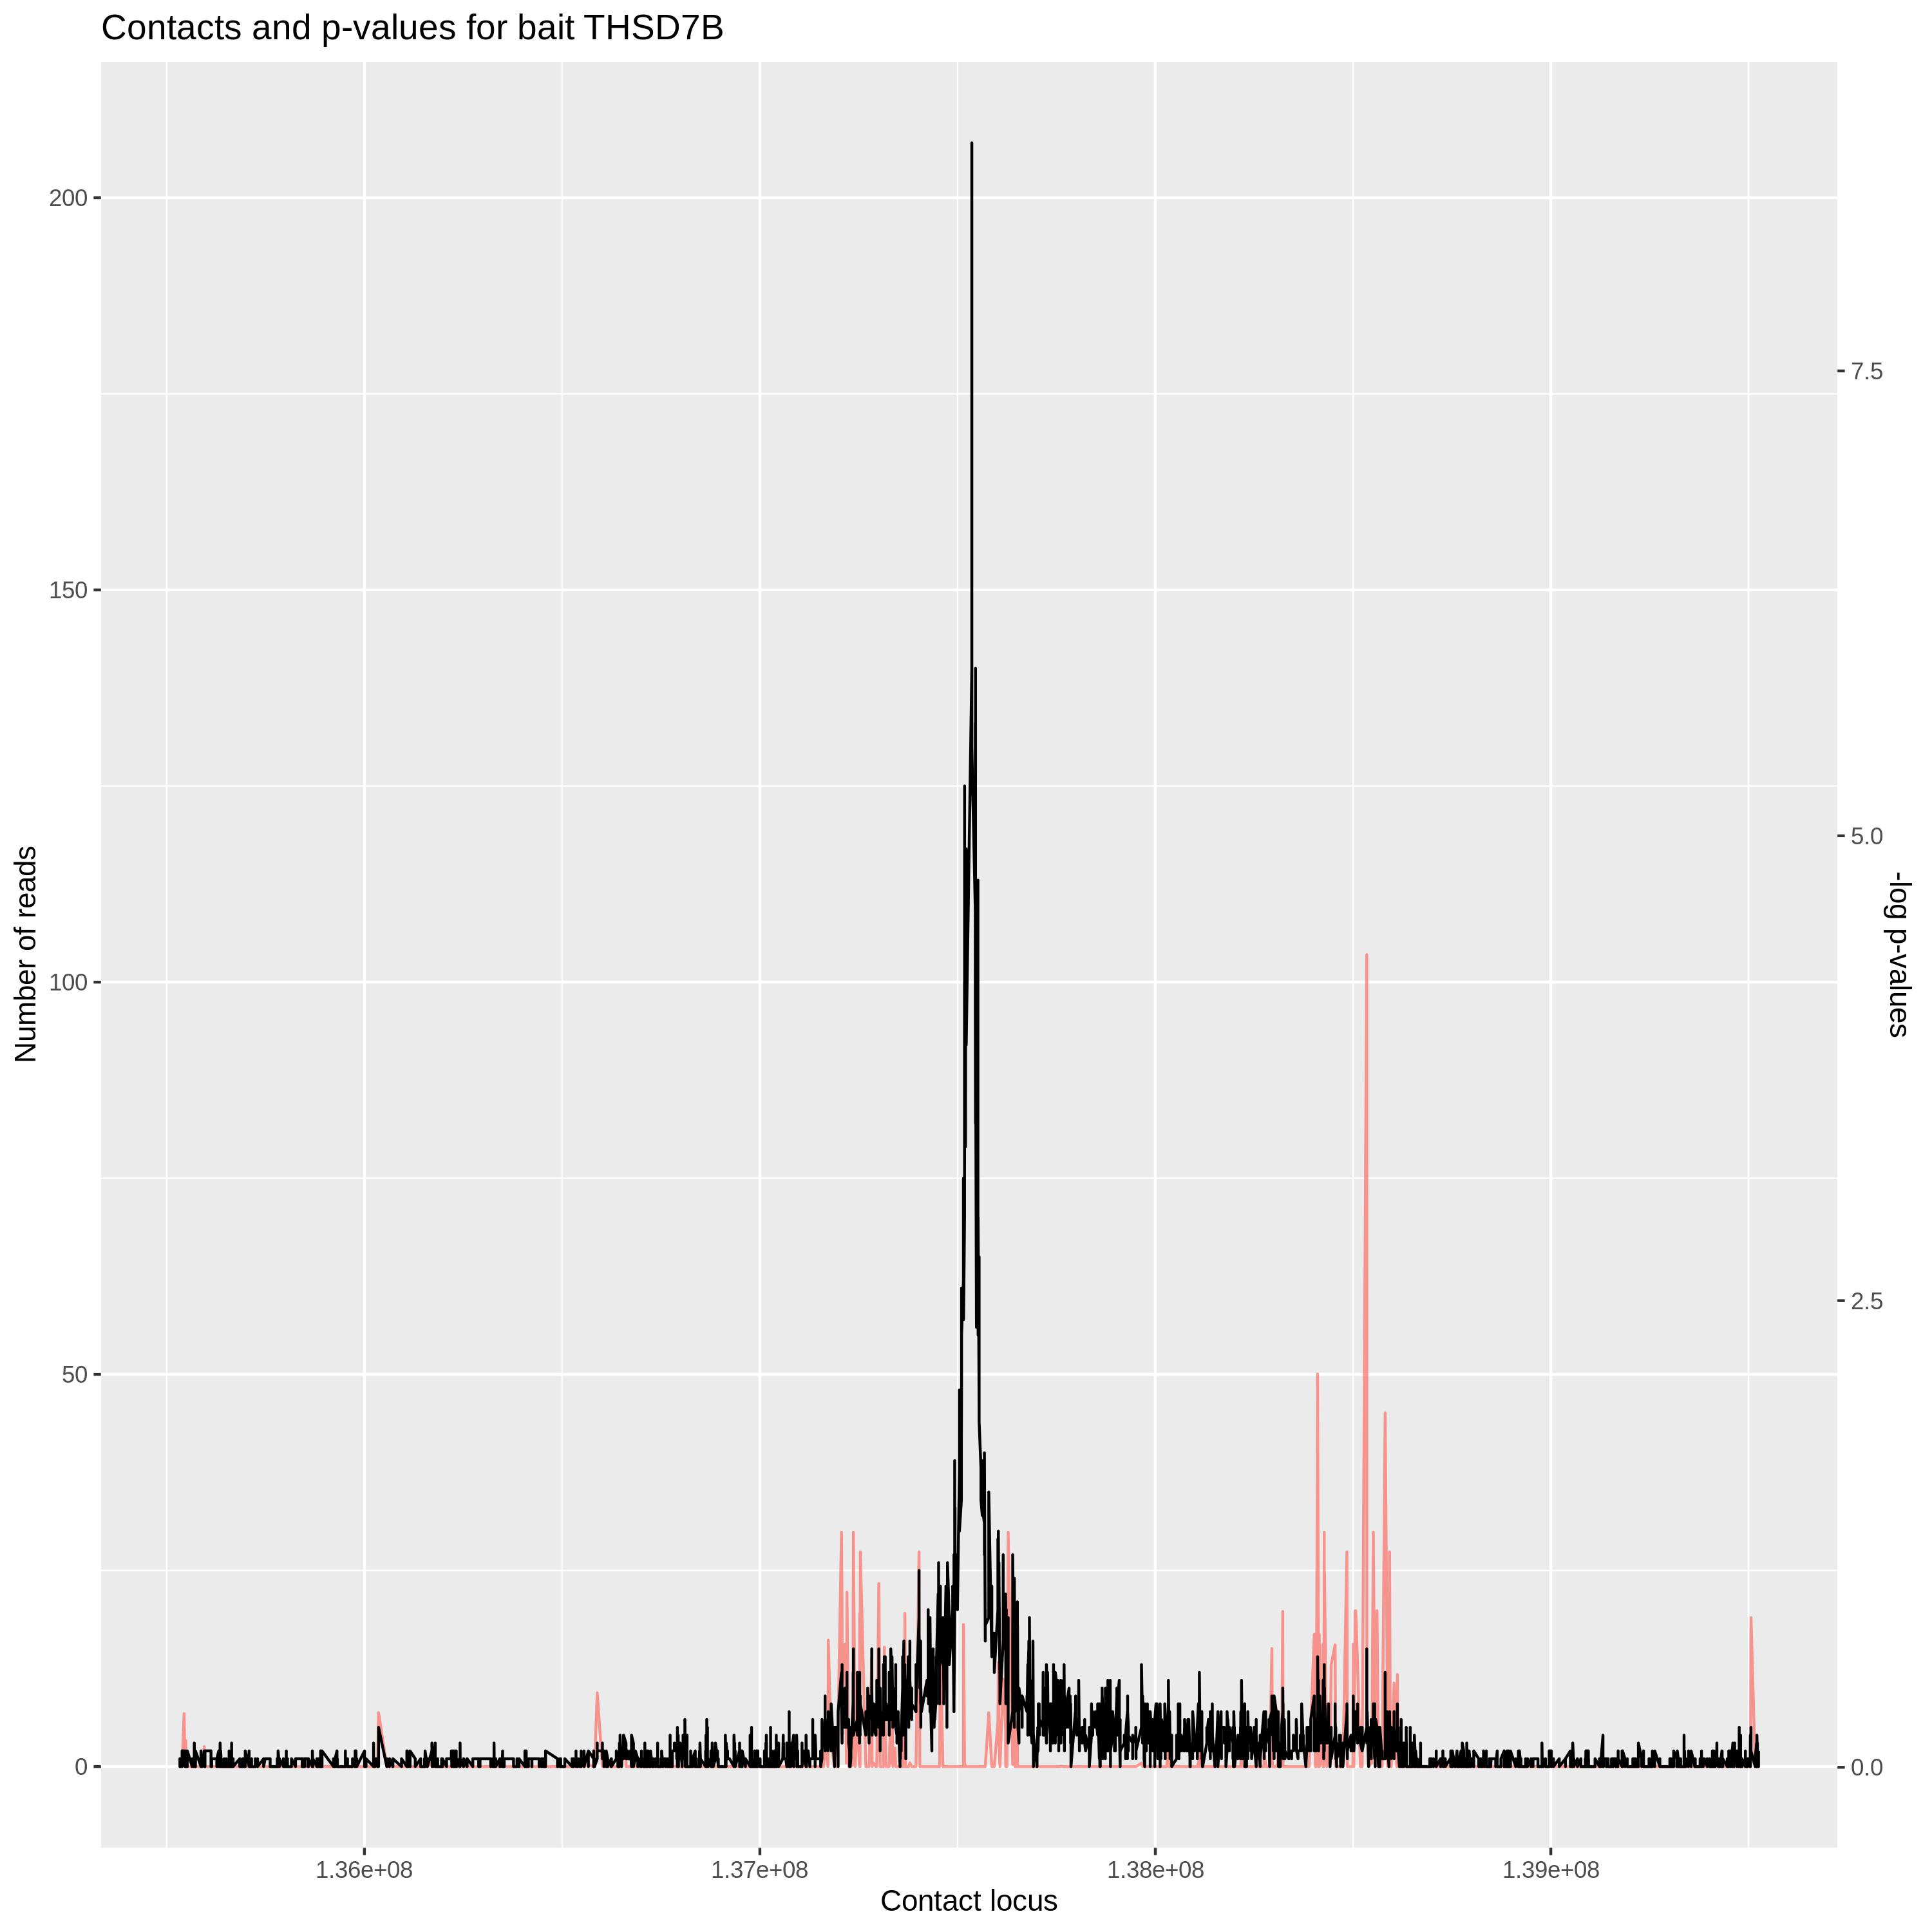 Contacts and p-values for bait THSD7B
200
150
100
50
0
Number of reads
7.5
5.0
2.5
0.0
-log p-values
1.36e+08
1.37e+08
1.38e+08
1.39e+08
Contact locus